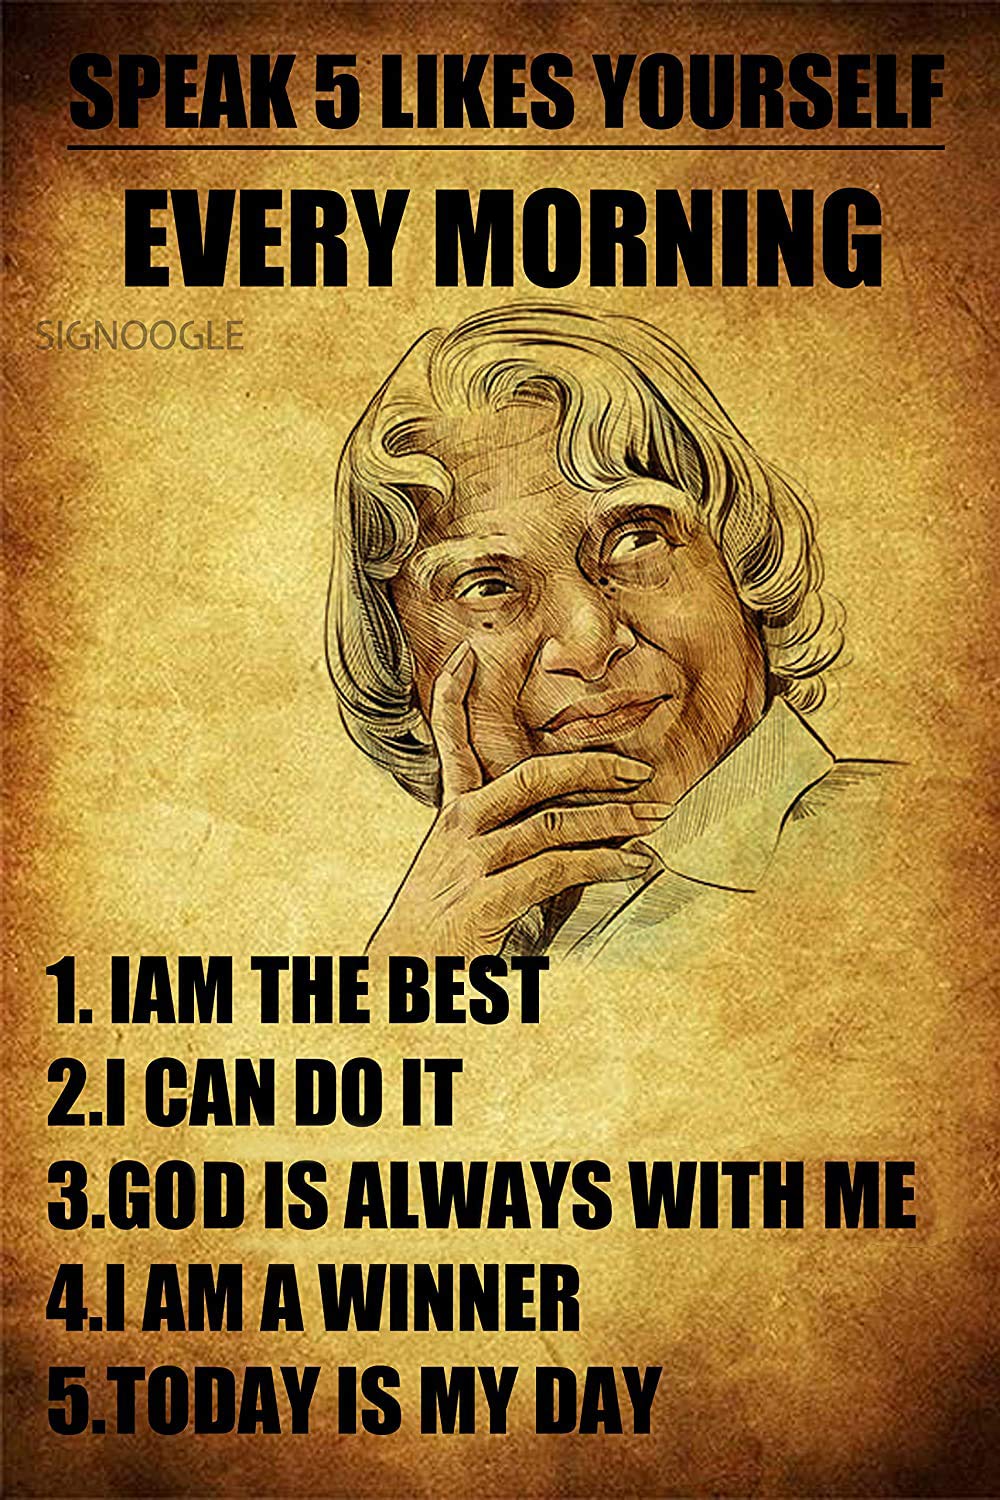 SPEAK 5 LIKES YOURSELF
EVERY MORNING
SIGNOOGLE
1. IAM THE BEST
2.I CAN DO IT
3.GOD IS ALWAYS WITH ME
4.I AM A WINNER
5.TODAY IS MY DAY